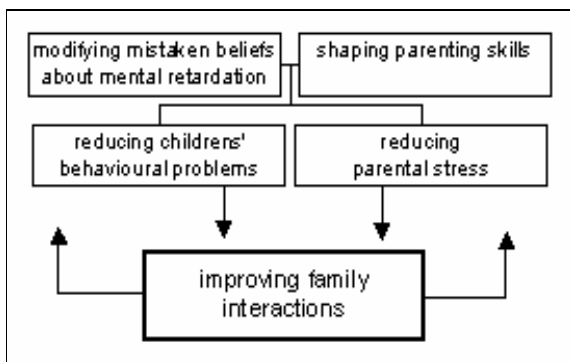 modifying mistaken beliefs
about mental retardation
shaping parenting skills
reducing childrens'
behavioural problems
reducing
parental stress
improving family
interactions